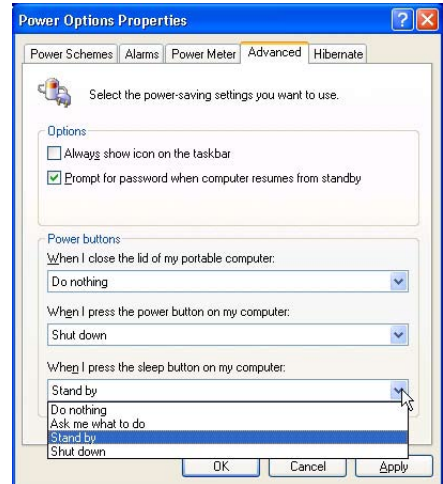 Power Options Properties
Power Schemes Alarms Power Meter Advanced Hibernate
Select the power-saving settings you want to use.
Options
Always show icon on the taskbar
Prompt for password when computer resumes from standby
Power buttons
When I close the lid of my portable computer:
Do nothing
When I press the power button on my computer:
Shut down
When I press the sleep button on my computer:
Stand by
Do nothing
Ask me what to do
Stand by
Shut down
OK Cancel Apply